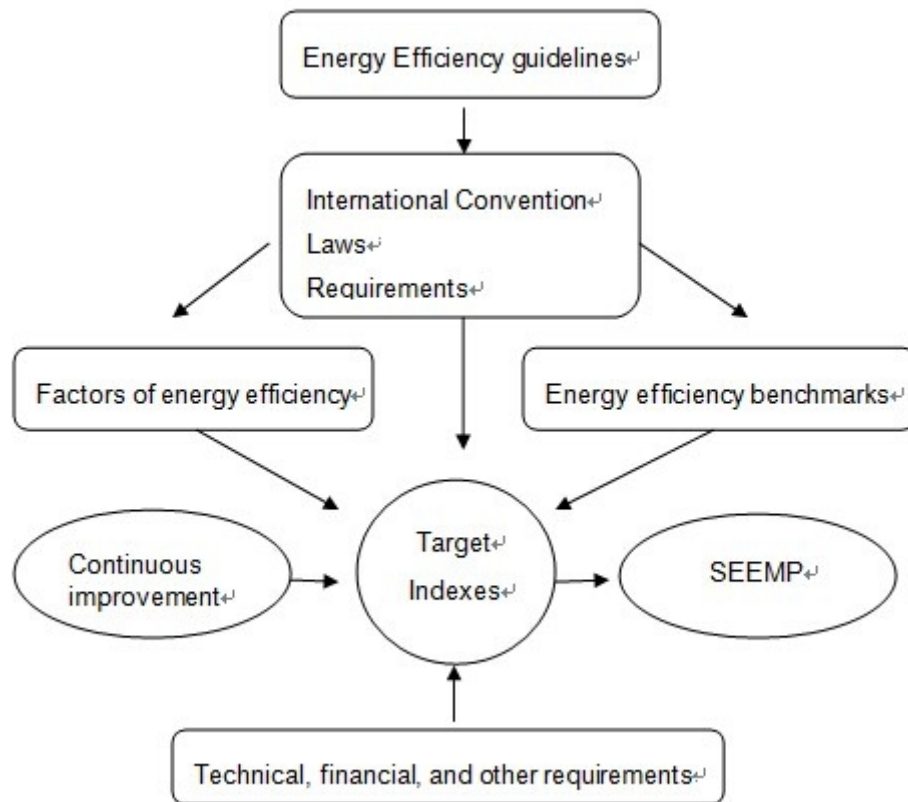 Energy Efficiency guidelines↵
International Convention↵
Laws↵
Requirements↵
Factors of energy efficiency↵
Energy efficiency benchmarks↵
Continuous
improvement↵
Target↵
Indexes↵
SEEMP↵
Technical, financial, and other requirements↵